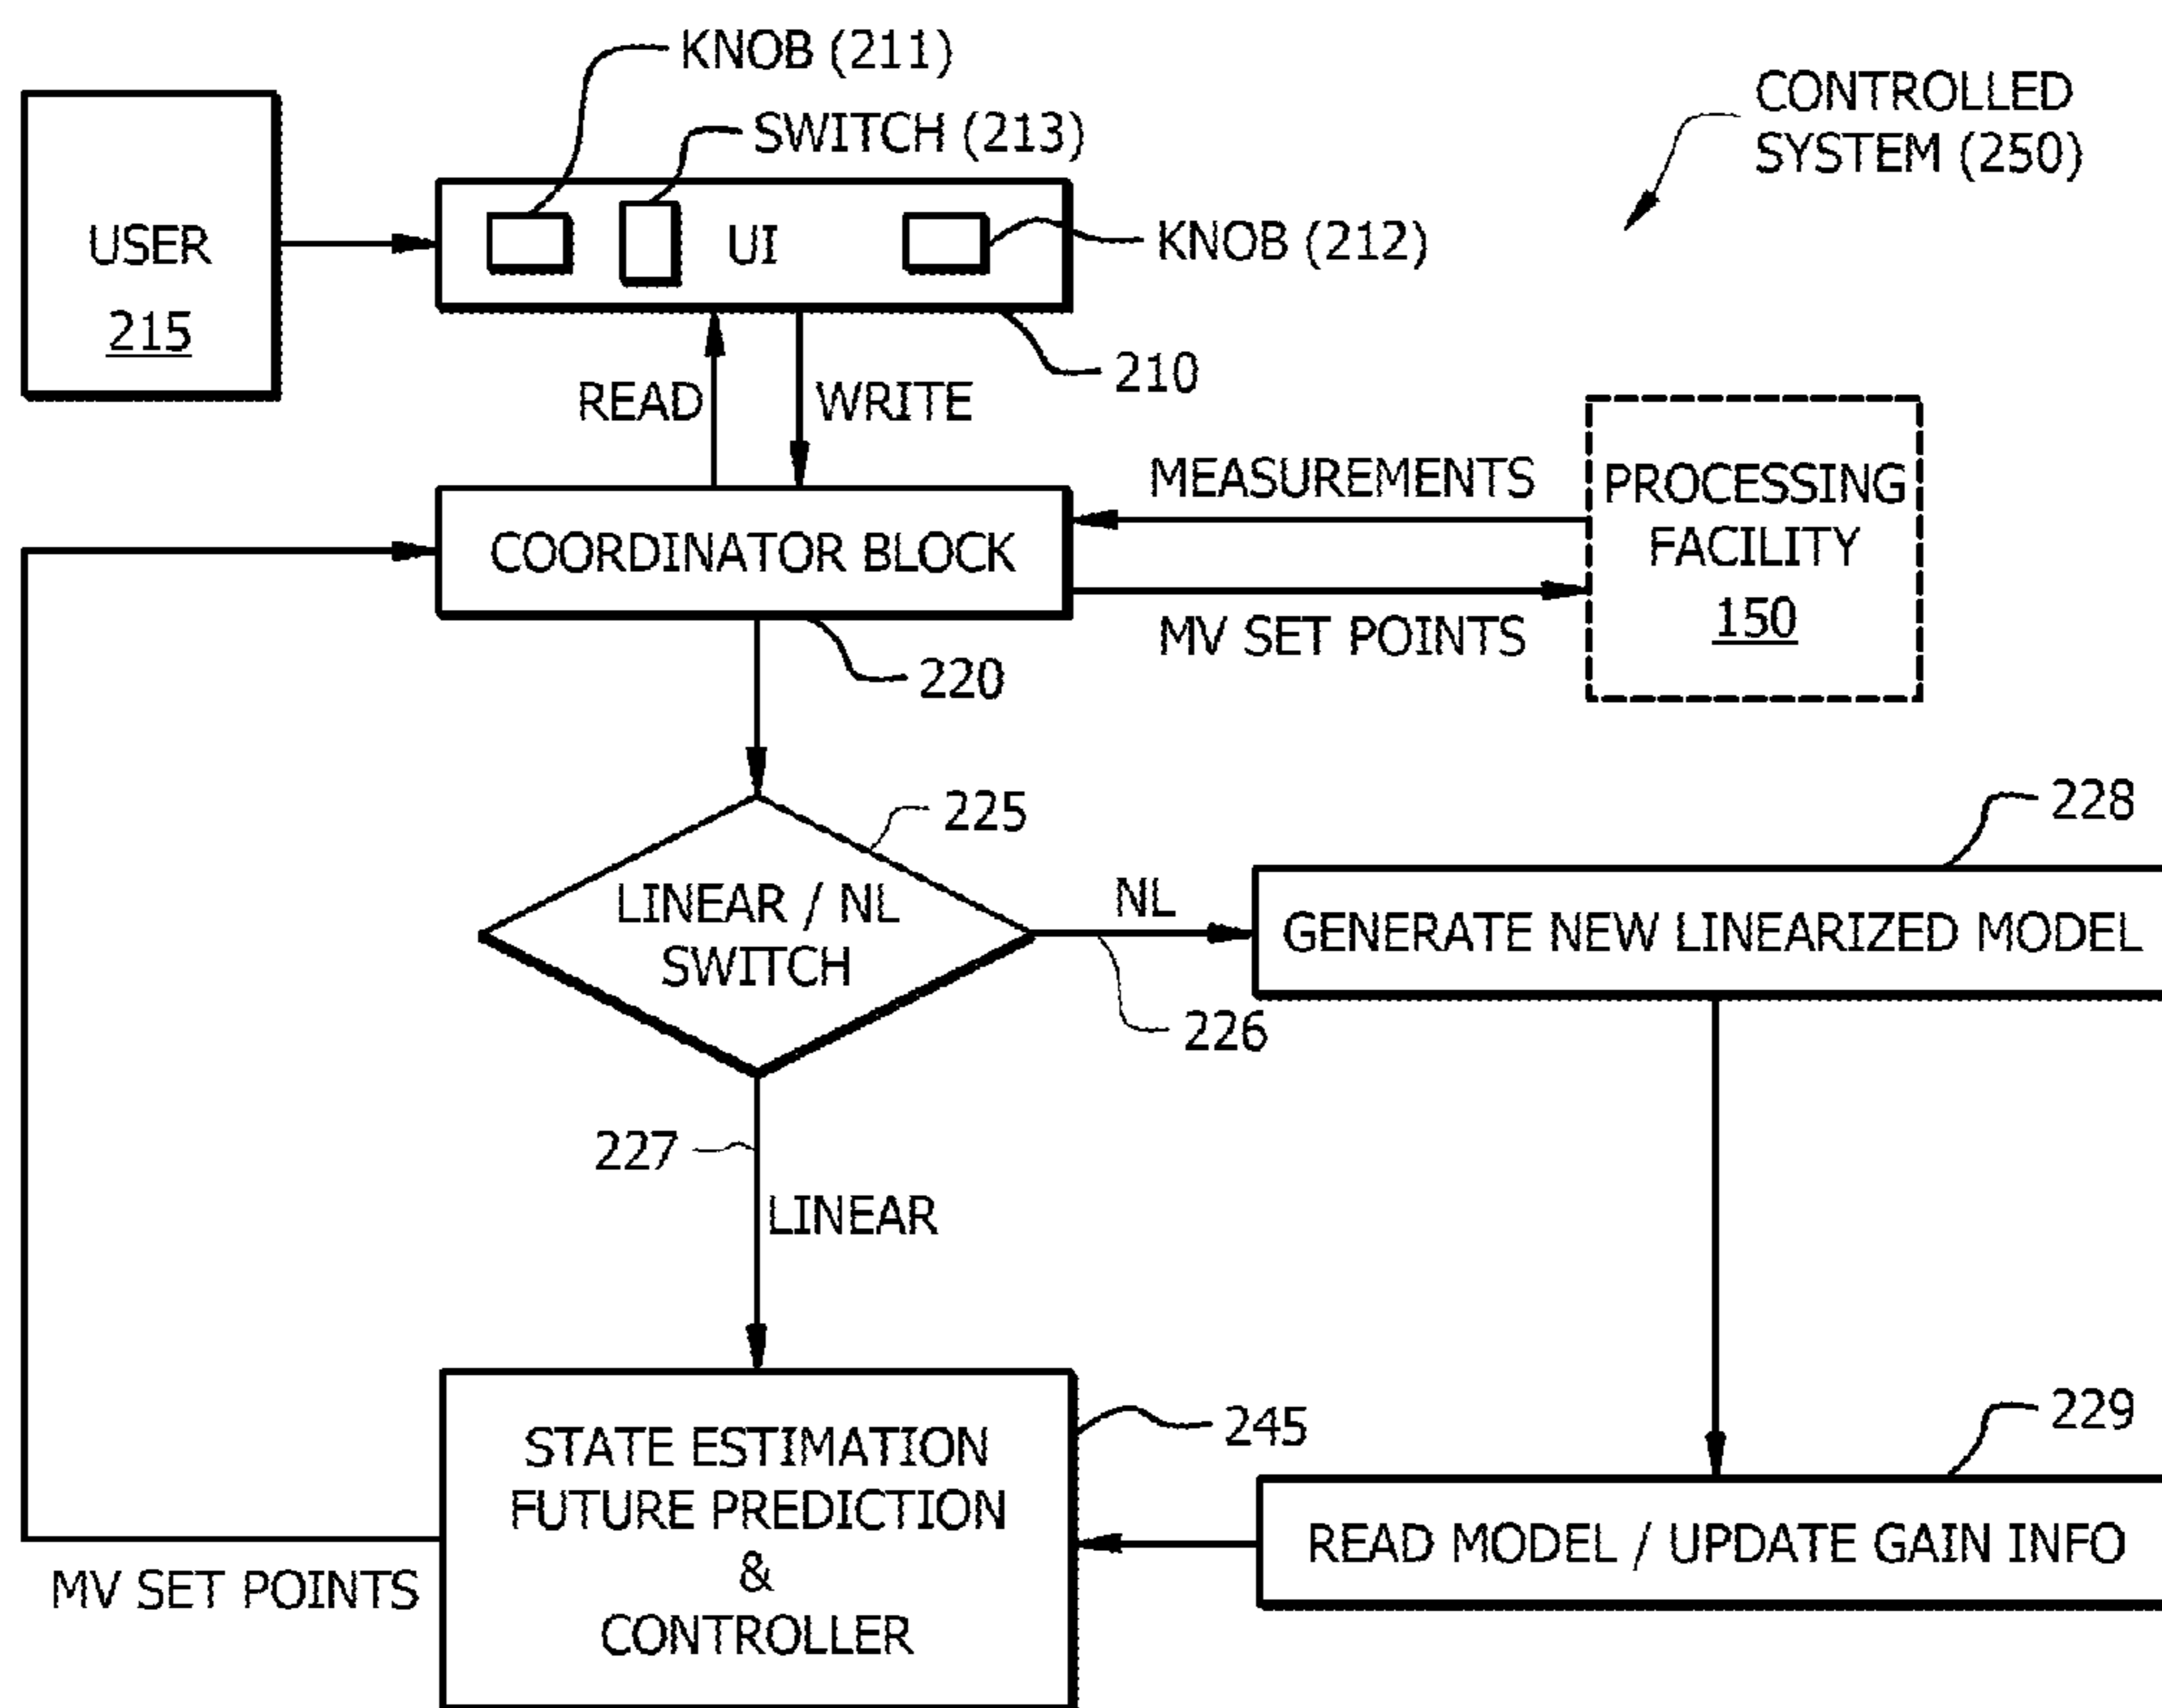 KNOB (211)
SWITCH (213)
CONTROLLED
SYSTEM (250)
USER
215
UI
KNOB (212)
210
READ
WRITE
MEASUREMENTS
PROCESSING
FACILITY
150
COORDINATOR BLOCK
MV SET POINTS
220
225
228
LINEAR / NL
SWITCH
NL
GENERATE NEW LINEARIZED MODEL
226
227
LINEAR
245
229
STATE ESTIMATION
FUTURE PREDICTION
&
CONTROLLER
READ MODEL / UPDATE GAIN INFO
MV SET POINTS